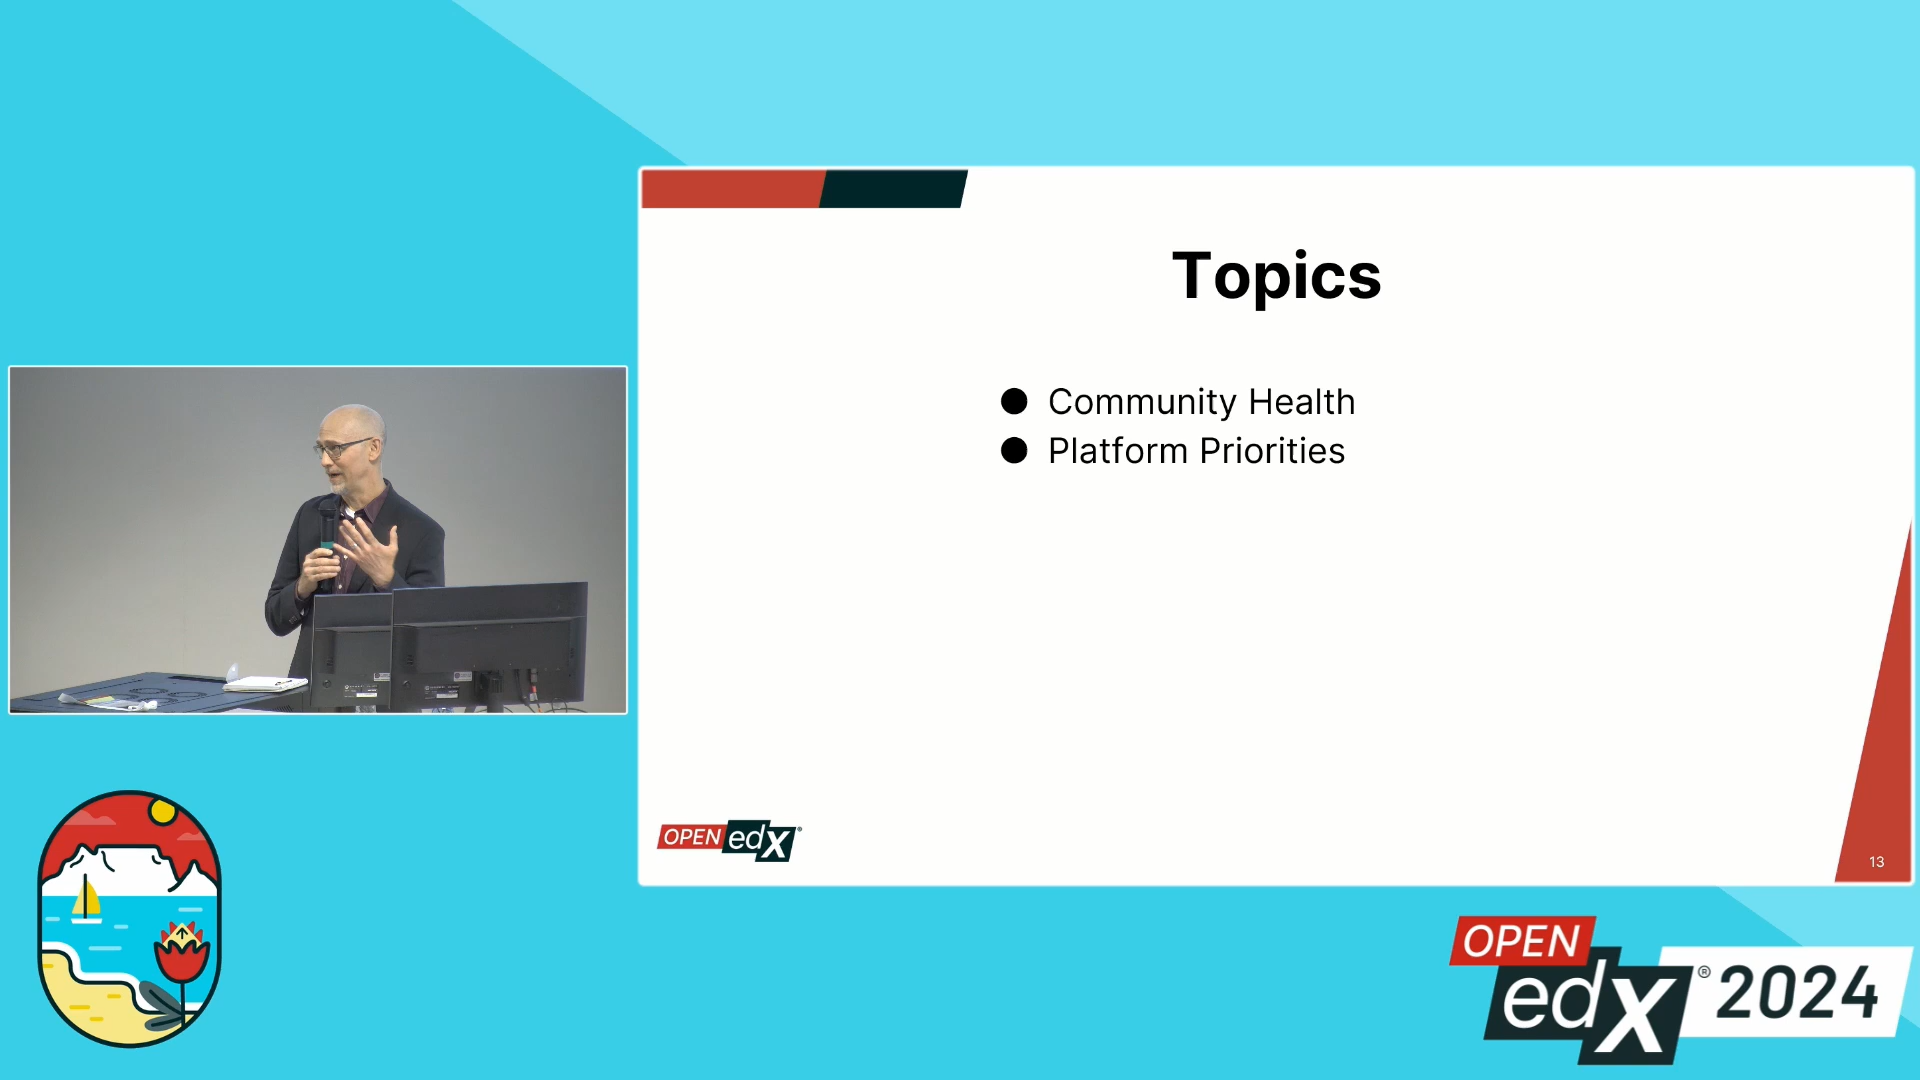 Topics
● Community Health
● Platform Priorities
OPEN edX®
13
OPEN
edX® 2024